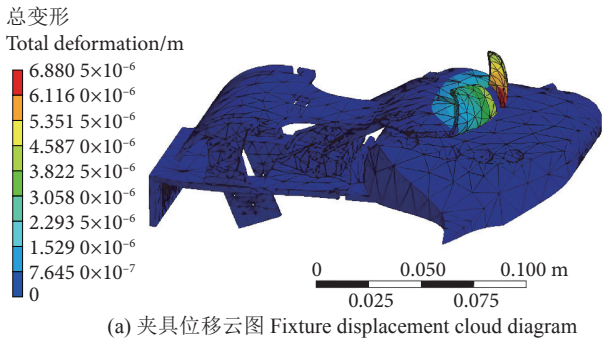 总变形
Total deformation/m
6.880 5×10⁻⁶
6.116 0×10⁻⁶
5.351 5×10⁻⁶
4.587 0×10⁻⁶
3.822 5×10⁻⁶
3.058 0×10⁻⁶
2.293 5×10⁻⁶
1.529 0×10⁻⁶
7.645 0×10⁻⁷
0
0 0.050 0.100 m
0.025 0.075
(a) 夹具位移云图 Fixture displacement cloud diagram